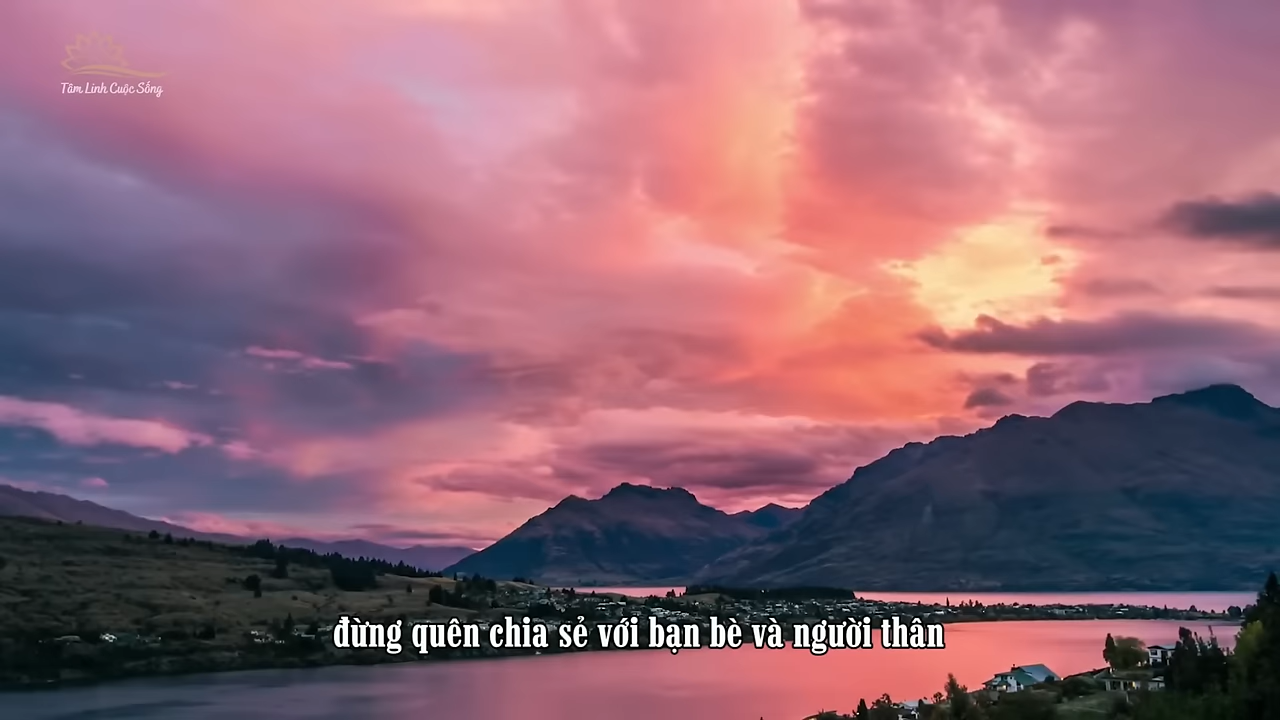 Tâm Linh Cuộc Sống
đừng quên chia sẻ với bạn bè và người thân